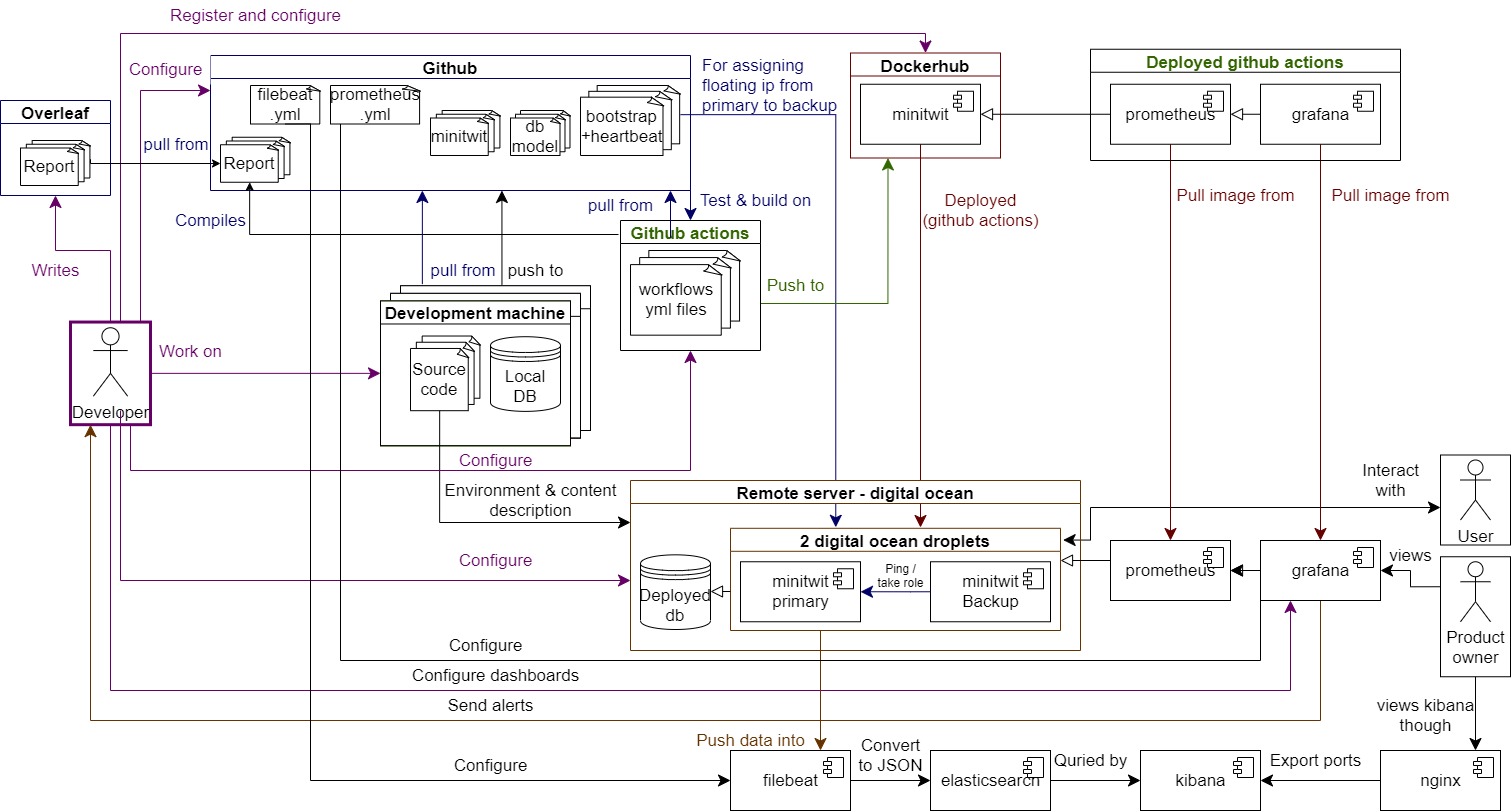 Register and configure
Configure
Github
For assigning
floating ip from
primary to backup
Dockerhub
Deployed github actions
filebeat
.yml
prometheus
.yml
minitwit
db
model
bootstrap
+heartbeat
minitwit
prometheus
grafana
Overleaf
Report
pull from
Report
Compiles
pull from
Test & build on
Deployed
(github actions)
Pull image from
Pull image from
Github actions
workflows
yml files
Push to
Writes
pull from
push to
Development machine
Source
code
Local
DB
Work on
Developer
Configure
Environment & content
description
Remote server - digital ocean
2 digital ocean droplets
minitwit
primary
Ping /
take role
minitwit
Backup
Deployed
db
Configure
Interact
with
User
prometheus
grafana
views
Product
owner
Configure
Configure dashboards
Send alerts
views kibana
though
Push data into
Configure
filebeat
Convert
to JSON
elasticsearch
Quried by
kibana
Export ports
nginx